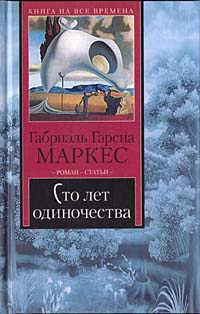 КНИГА НА ВСЕ ВРЕМЕНА
Габриэль Гарсиа
МАРКЕС
~ РОМАН ~ СТАТЬИ ~
Сто лет
одиночества